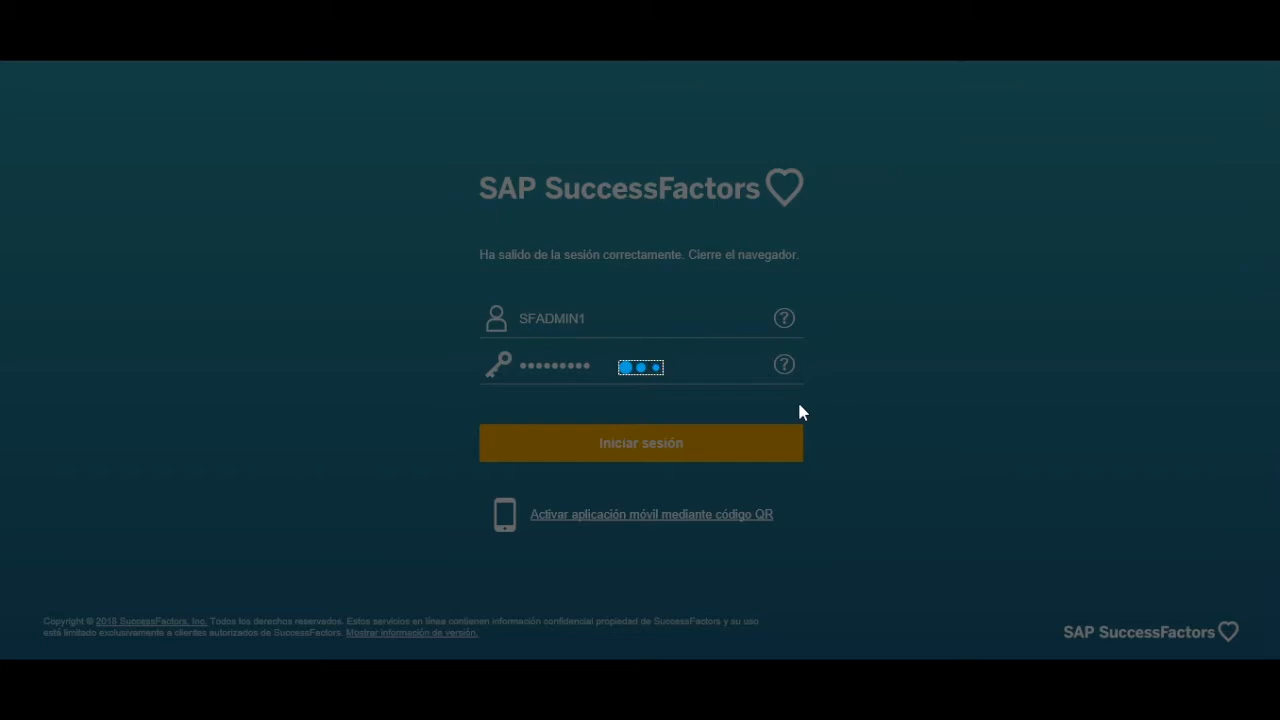 SAP SuccessFactors
Ha salido de la sesión correctamente. Cierre el navegador.
SFADMIN1
Iniciar sesión
Activar aplicación móvil mediante código QR
Copyright © 2018 SuccessFactors, Inc. Todos los derechos reservados. Estos servicios en línea contienen información confidencial propiedad de SuccessFactors y su uso
está limitado exclusivamente a clientes autorizados de SuccessFactors. Mostrar información de versión.
SAP SuccessFactors